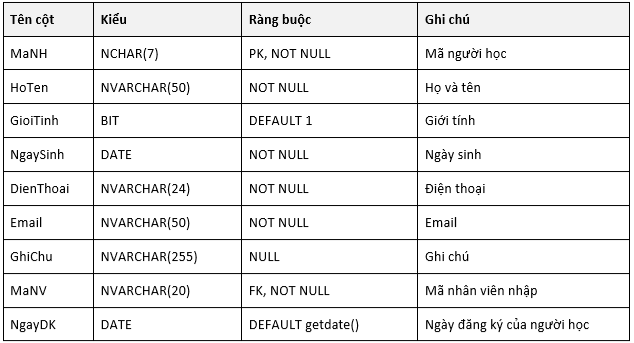 Tên cột Kiểu Ràng buộc Ghi chú
MaNH NCHAR(7) PK, NOT NULL Mã người học
HoTen NVARCHAR(50) NOT NULL Họ và tên
GioiTinh BIT DEFAULT 1 Giới tính
NgaySinh DATE NOT NULL Ngày sinh
DienThoai NVARCHAR(24) NOT NULL Điện thoại
Email NVARCHAR(50) NOT NULL Email
GhiChu NVARCHAR(255) NULL Ghi chú
MaNV NVARCHAR(20) FK, NOT NULL Mã nhân viên nhập
NgayDK DATE DEFAULT getdate() Ngày đăng ký của người học